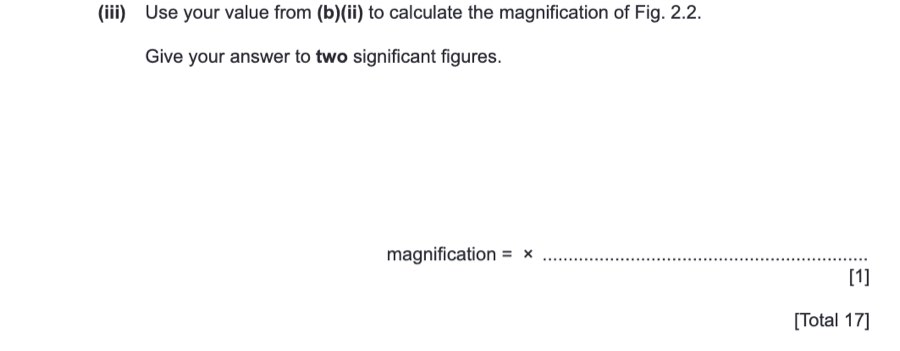 (iii) Use your value from (b)(ii) to calculate the magnification of Fig. 2.2.
Give your answer to two significant figures.
magnification = × ..................................................................
[1]
[Total 17]